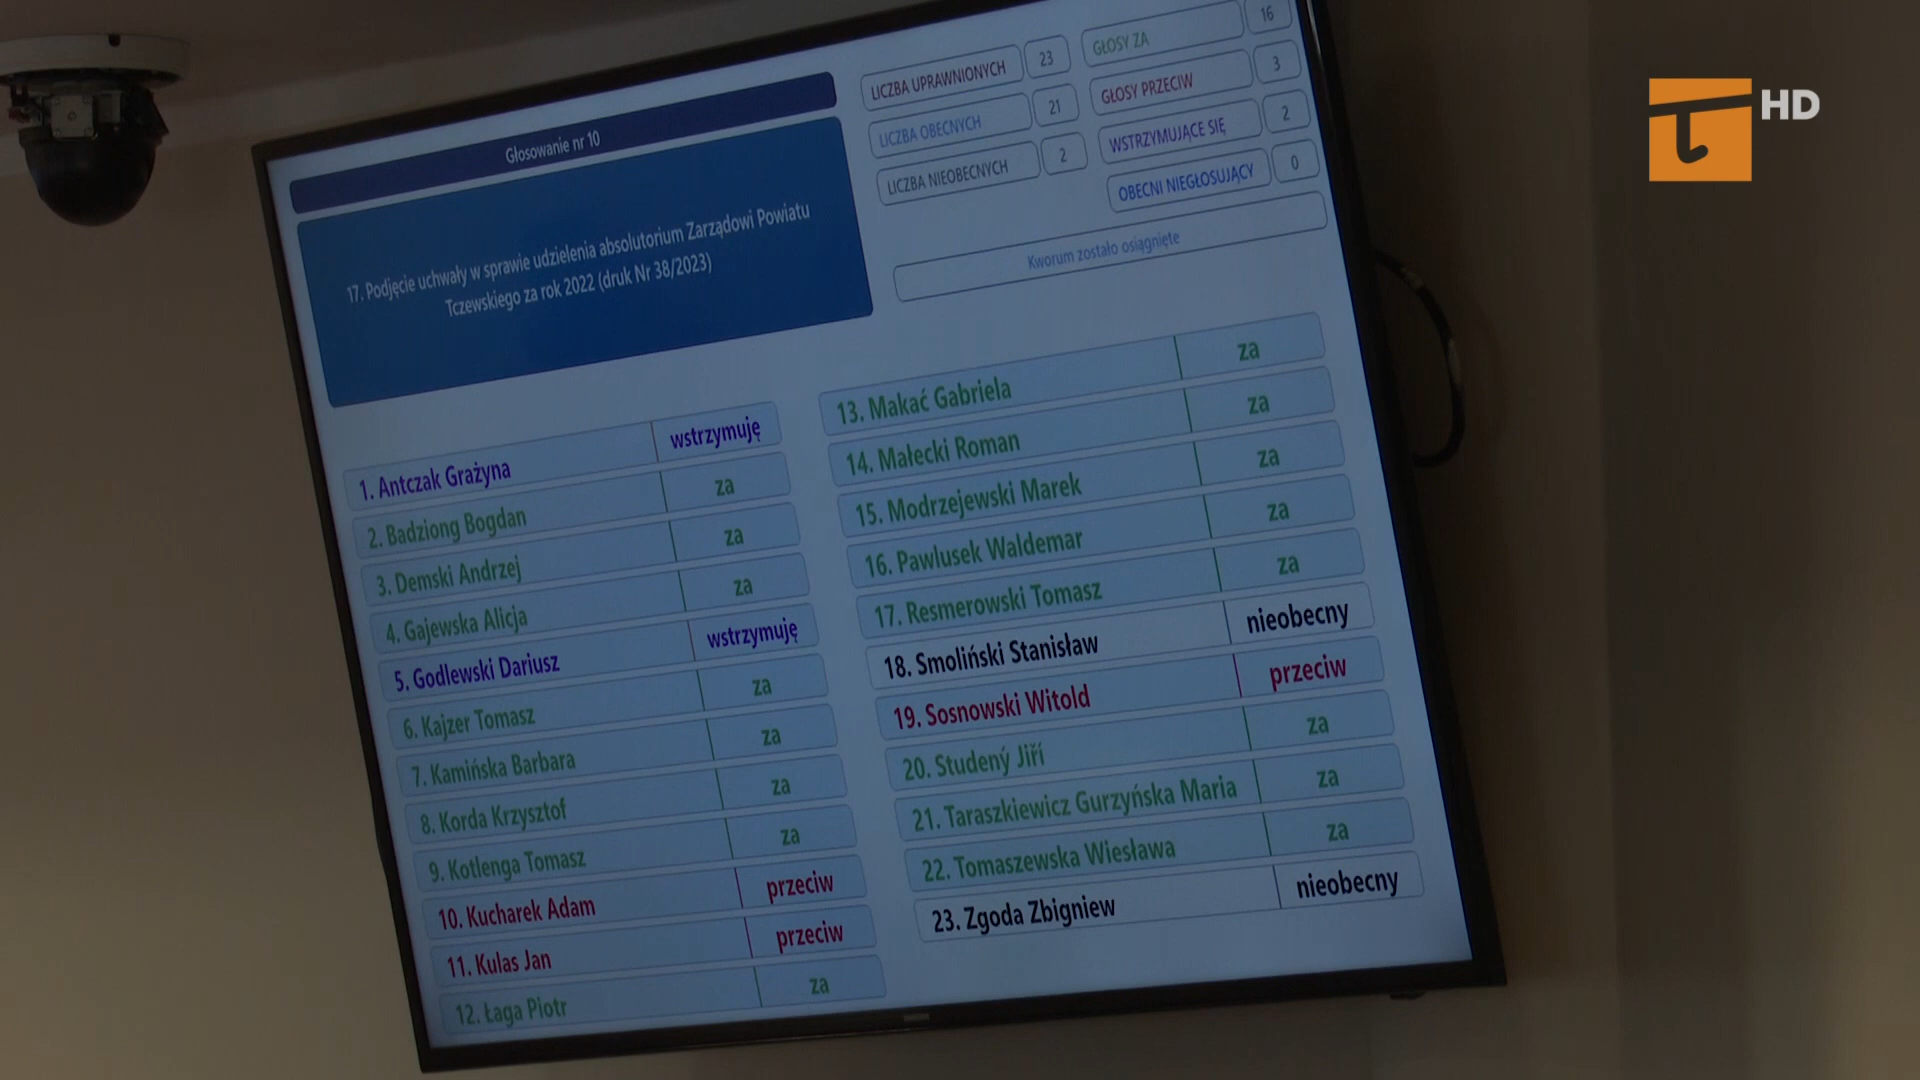 HD
Głosowanie nr 10
17. Podjęcie uchwały w sprawie udzielenia absolutorium Zarządowi Powiatu
Tczewskiego za rok 2022 (druk Nr 38/2023)
LICZBA UPRAWNIONYCH 23
LICZBA OBECNYCH 21
LICZBA NIEOBECNYCH 2
GŁOSY ZA 16
GŁOSY PRZECIW 3
WSTRZYMUJĄCE SIĘ 2
OBECNI NIEGŁOSUJĄCY 0
Kworum zostało osiągnięte
1. Antczak Grażyna wstrzymuję
2. Badziong Bogdan za
3. Demski Andrzej za
4. Gajewska Alicja za
5. Godlewski Dariusz wstrzymuję
6. Kajzer Tomasz za
7. Kamińska Barbara za
8. Korda Krzysztof za
9. Kotlenga Tomasz za
10. Kucharek Adam przeciw
11. Kulas Jan przeciw
12. Łaga Piotr za
13. Makać Gabriela za
14. Małecki Roman za
15. Modrzejewski Marek za
16. Pawlusek Waldemar za
17. Resmerowski Tomasz za
18. Smoliński Stanisław nieobecny
19. Sosnowski Witold przeciw
20. Studený Jiří za
21. Taraszkiewicz Gurzyńska Maria za
22. Tomaszewska Wiesława za
23. Zgoda Zbigniew nieobecny